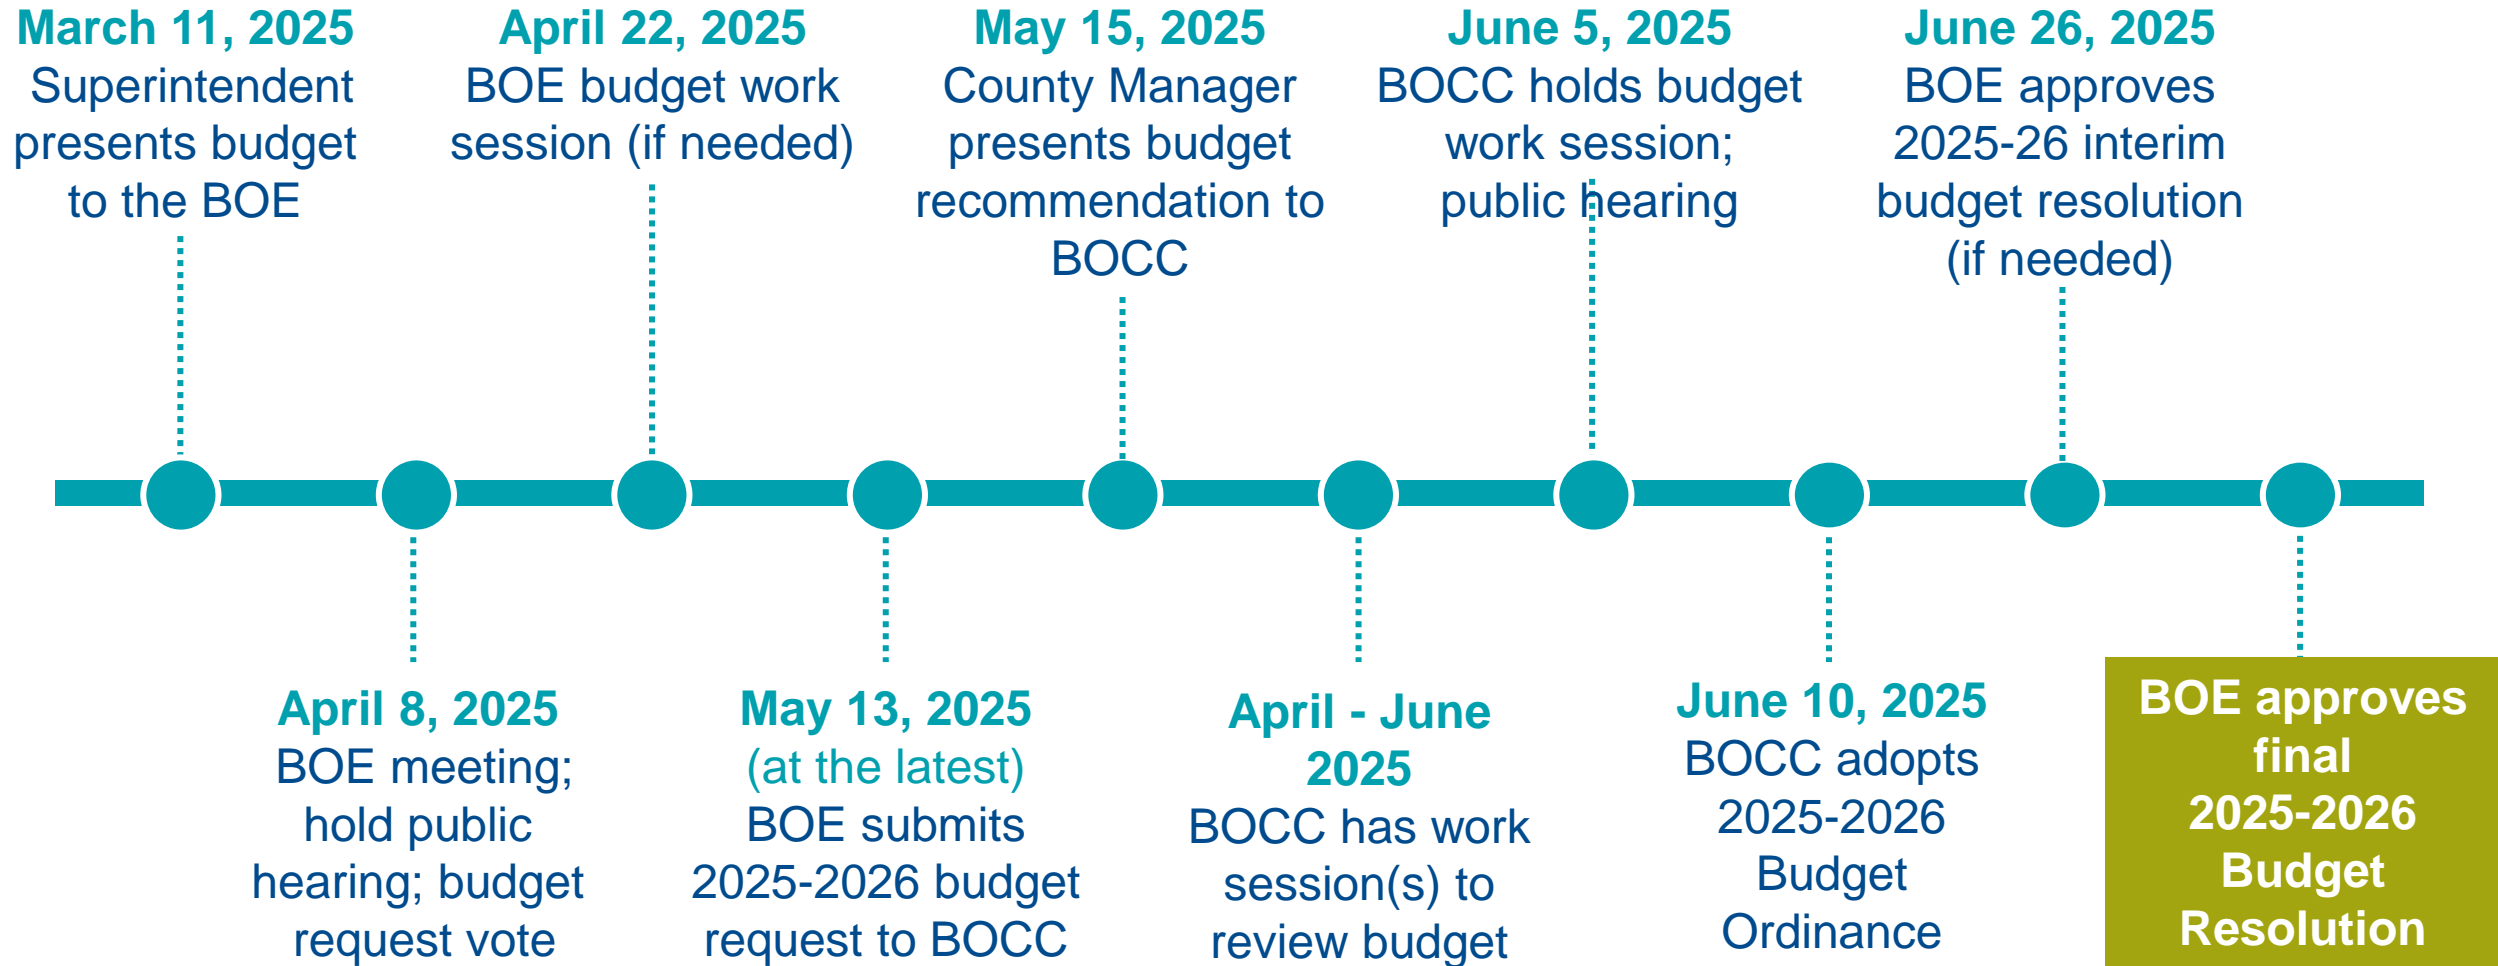 March 11, 2025
Superintendent
presents budget
to the BOE
April 8, 2025
BOE meeting;
hold public
hearing; budget
request vote
April 22, 2025
BOE budget work
session (if needed)
May 13, 2025
(at the latest)
BOE submits
2025-2026 budget
request to BOCC
May 15, 2025
County Manager
presents budget
recommendation to
BOCC
April - June
2025
BOCC has work
session(s) to
review budget
June 5, 2025
BOCC holds budget
work session;
public hearing
June 10, 2025
BOCC adopts
2025-2026
Budget
Ordinance
June 26, 2025
BOE approves
2025-26 interim
budget resolution
(if needed)
BOE approves
final
2025-2026
Budget
Resolution